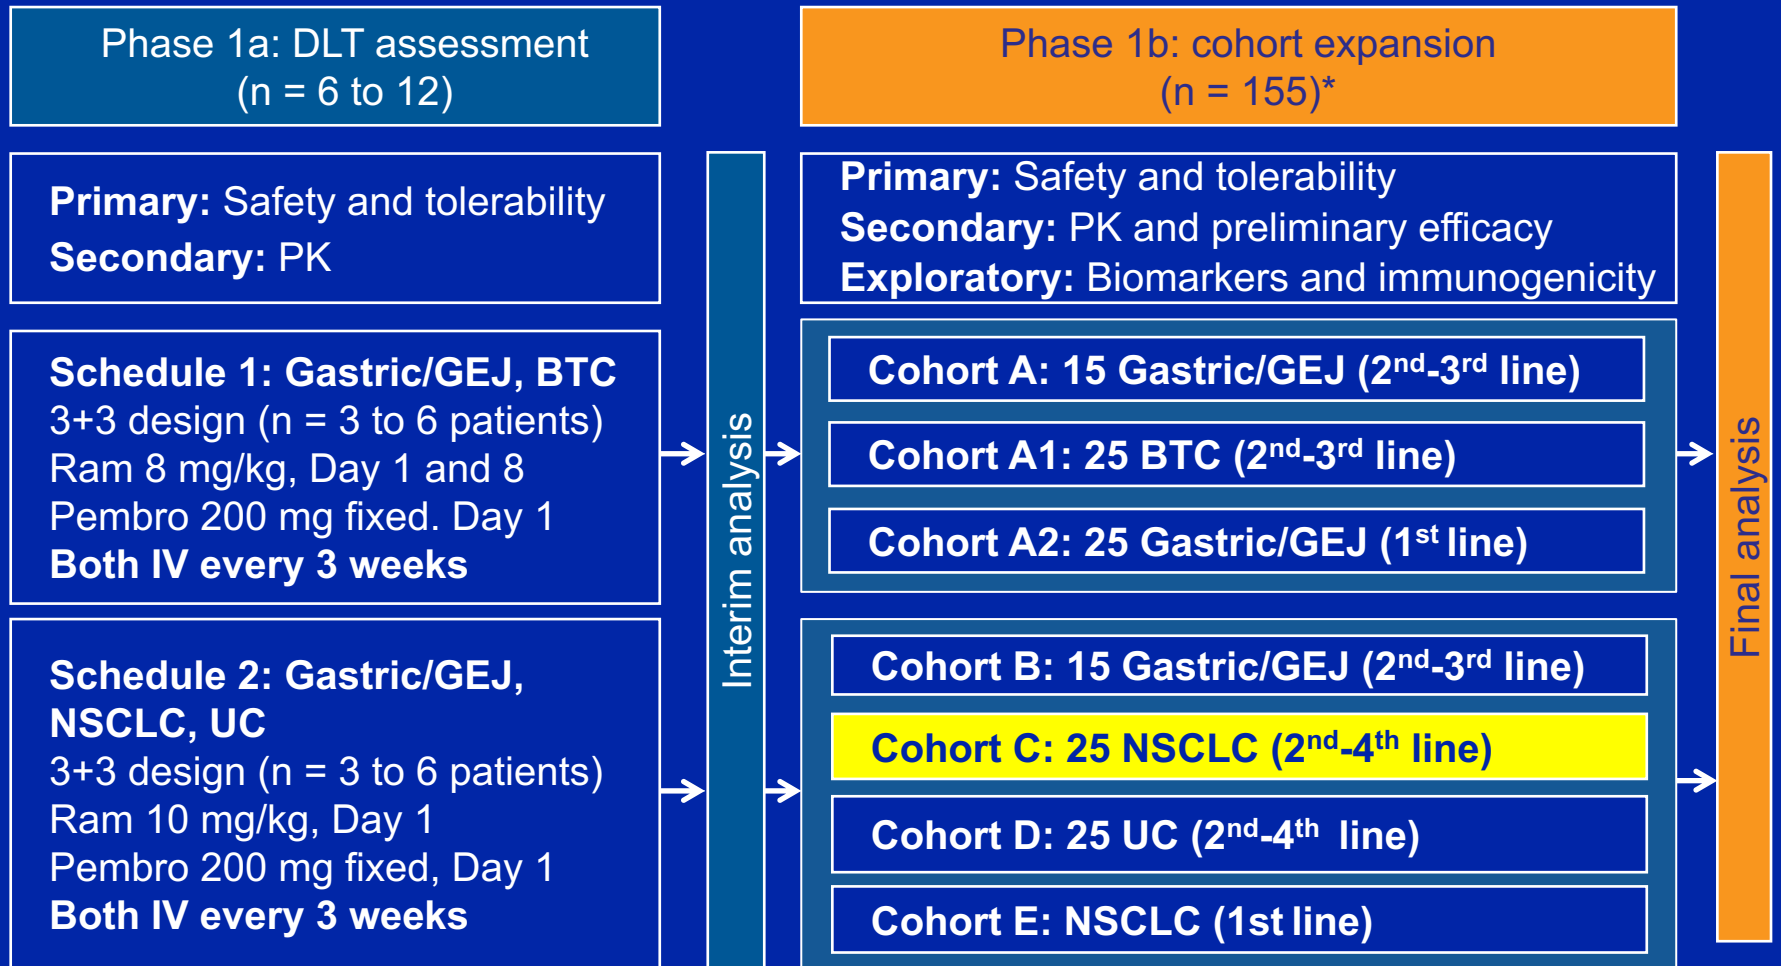 Phase 1a: DLT assessment
(n = 6 to 12)
Primary: Safety and tolerability
Secondary: PK
Schedule 1: Gastric/GEJ, BTC
3+3 design (n = 3 to 6 patients)
Ram 8 mg/kg, Day 1 and 8
Pembro 200 mg fixed. Day 1
Both IV every 3 weeks
Schedule 2: Gastric/GEJ,
NSCLC, UC
3+3 design (n = 3 to 6 patients)
Ram 10 mg/kg, Day 1
Pembro 200 mg fixed, Day 1
Both IV every 3 weeks
Interim analysis
Phase 1b: cohort expansion
(n = 155)*
Primary: Safety and tolerability
Secondary: PK and preliminary efficacy
Exploratory: Biomarkers and immunogenicity
Cohort A: 15 Gastric/GEJ (2nd-3rd line)
Cohort A1: 25 BTC (2nd-3rd line)
Cohort A2: 25 Gastric/GEJ (1st line)
Cohort B: 15 Gastric/GEJ (2nd-3rd line)
Cohort C: 25 NSCLC (2nd-4th line)
Cohort D: 25 UC (2nd-4th line)
Cohort E: NSCLC (1st line)
Final analysis